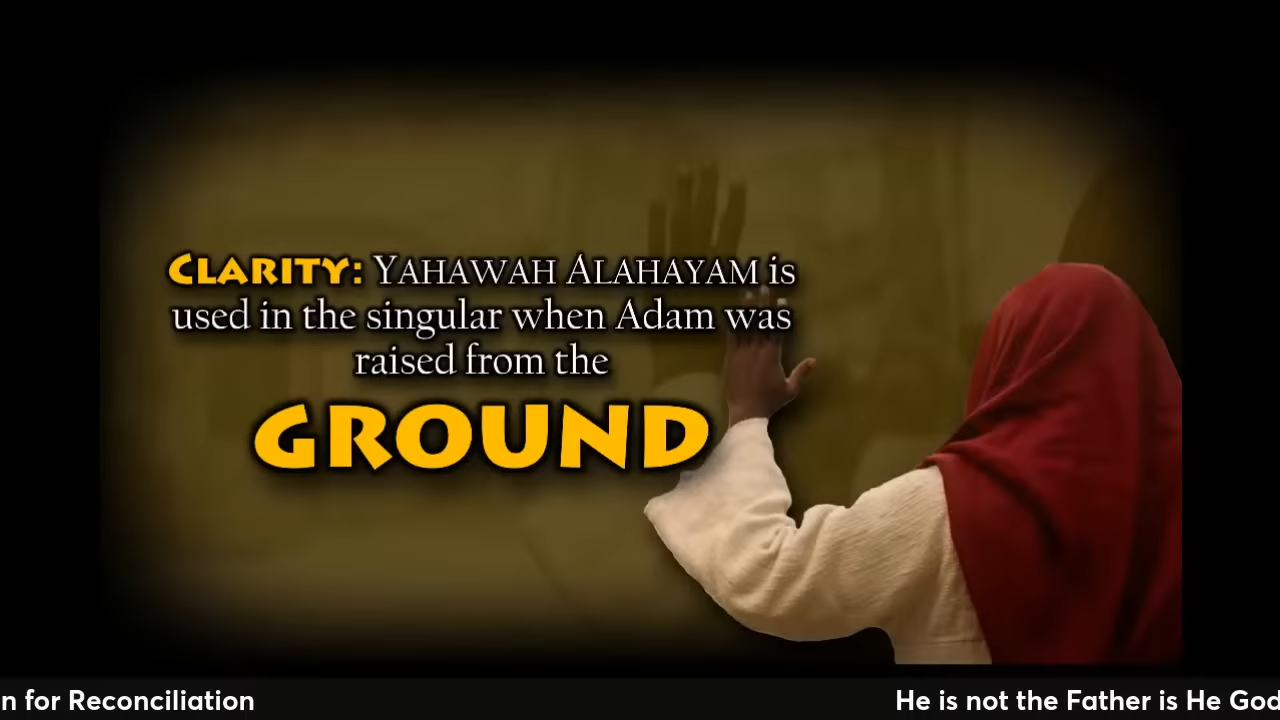 CLARITY: YAHAWAH ALAHAYAM is
used in the singular when Adam was
raised from the
GROUND
n for Reconciliation
He is not the Father is He God